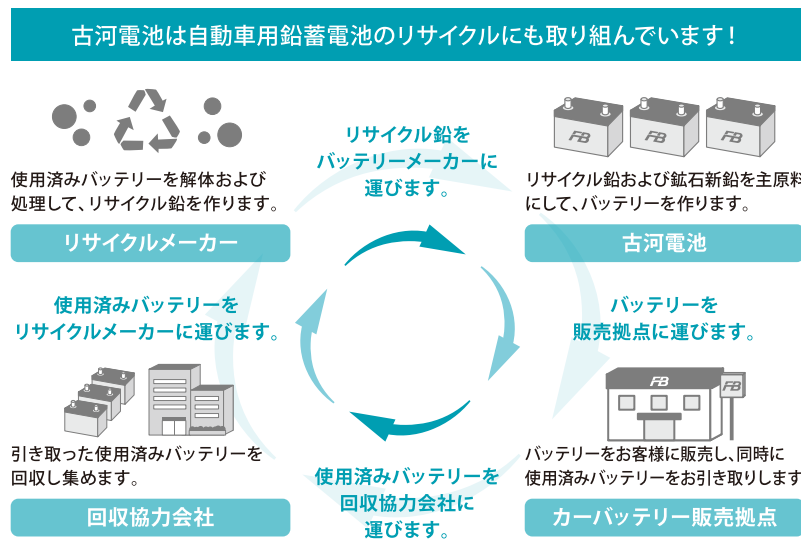 古河電池は自動車用鉛蓄電池のリサイクルにも取り組んでいます!
使用済みバッテリーを解体および
処理して、リサイクル鉛を作ります。
リサイクルメーカー
リサイクル鉛を
バッテリーメーカーに
運びます。
FB
FB
FB
リサイクル鉛および鉱石新鉛を主原料
にして、バッテリーを作ります。
古河電池
使用済みバッテリーを
リサイクルメーカーに運びます。
バッテリーを
販売拠点に運びます。
引き取った使用済みバッテリーを
回収し集めます。
回収協力会社
使用済みバッテリーを
回収協力会社に
運びます。
FB
FB
バッテリーをお客様に販売し、同時に
使用済みバッテリーをお引き取りします
カーバッテリー販売拠点